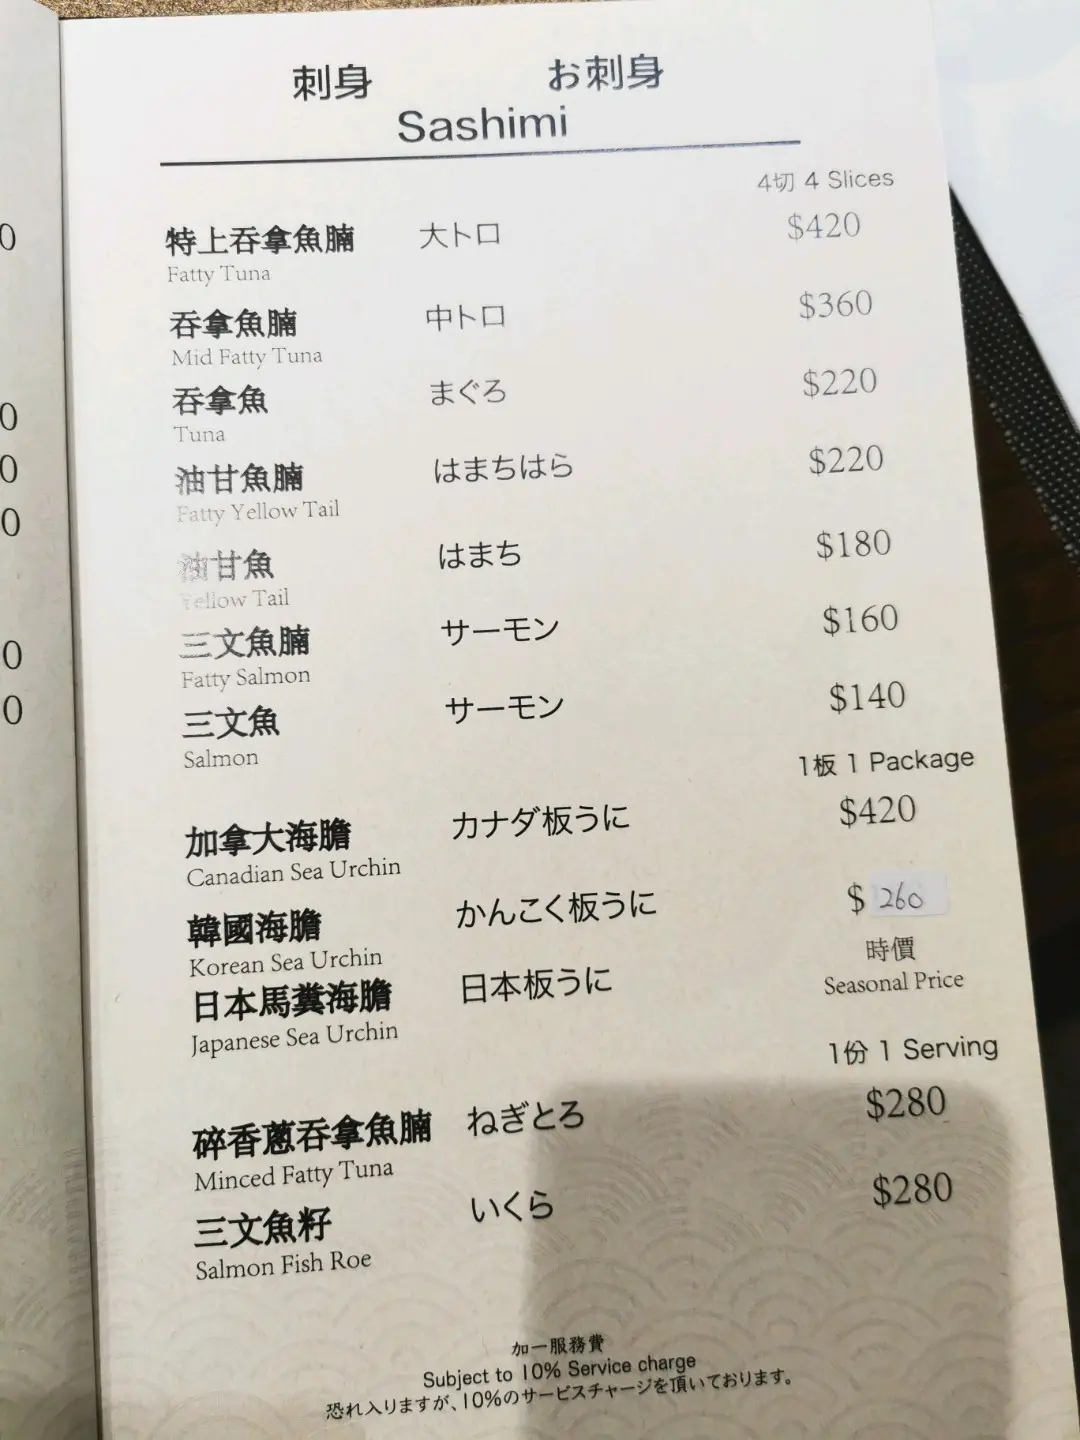 刺身 お刺身
Sashimi
4切 4 Slices
特上吞拿魚腩 大トロ $420
Fatty Tuna
吞拿魚腩 中トロ $360
Mid Fatty Tuna
吞拿魚 まぐろ $220
Tuna
油甘魚腩 はまちはら $220
Fatty Yellow Tail
油甘魚 はまち $180
Yellow Tail
三文魚腩 サーモン $160
Fatty Salmon
三文魚 サーモン $140
Salmon
1板 1 Package
加拿大海膽 カナダ板うに $420
Canadian Sea Urchin
韓國海膽 かんこく板うに $260
Korean Sea Urchin
日本馬糞海膽 日本板うに 時價
Japanese Sea Urchin Seasonal Price
1份 1 Serving
碎香蔥吞拿魚腩 ねぎとろ $280
Minced Fatty Tuna
三文魚籽 いくら $280
Salmon Fish Roe
加一服務費
Subject to 10% Service charge
恐れ入りますが、10%のサービスチャージを頂いております。